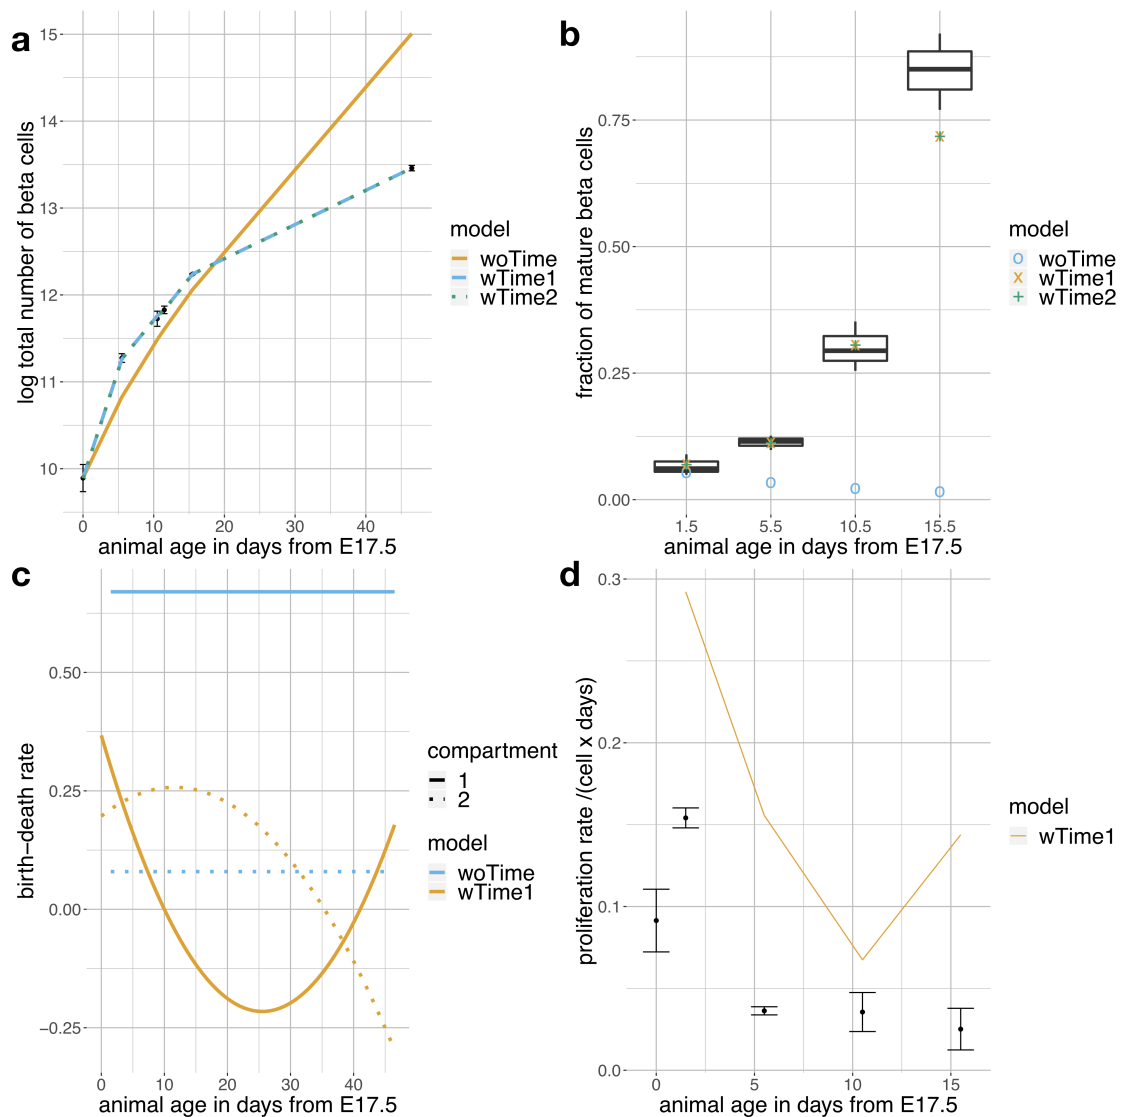 a
log total number of beta cells
15
14
13
12
11
10
0
10
20
30
40
animal age in days from E17.5
model
woTime
wTime1
wTime2
b
fraction of mature beta cells
0.75
0.50
0.25
0.00
1.5
5.5
10.5
15.5
animal age in days from E17.5
model
o woTime
x wTime1
+ wTime2
c
birth−death rate
0.50
0.25
0.00
−0.25
0
10
20
30
40
animal age in days from E17.5
compartment
1
2
model
woTime
wTime1
d
proliferation rate /(cell x days)
0.3
0.2
0.1
0.0
0
5
10
15
animal age in days from E17.5
model
wTime1